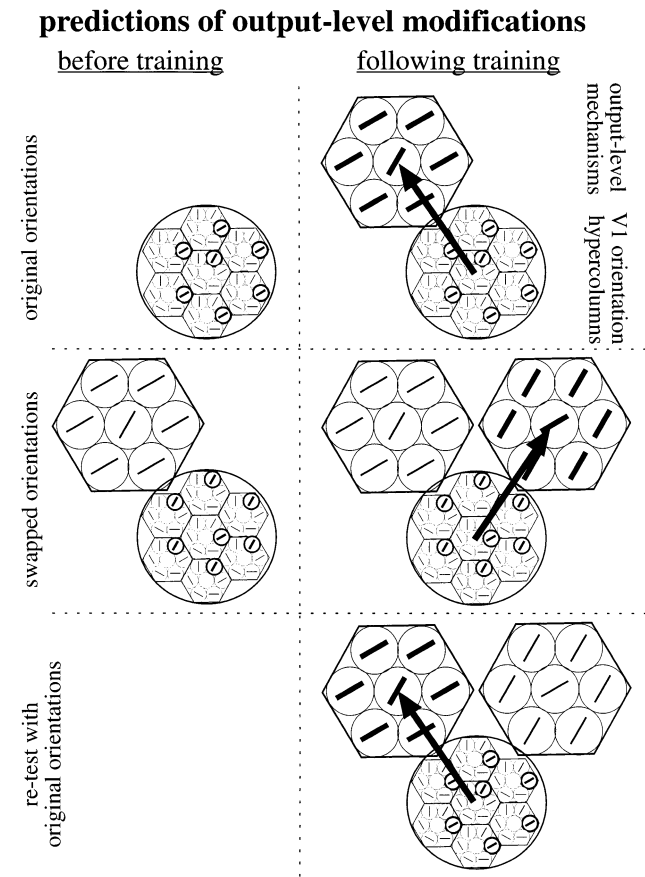 predictions of output-level modifications
before training
following training
output-level
mechanisms
V1 orientation
hypercolumns
original orientations
swapped orientations
re-test with
original orientations